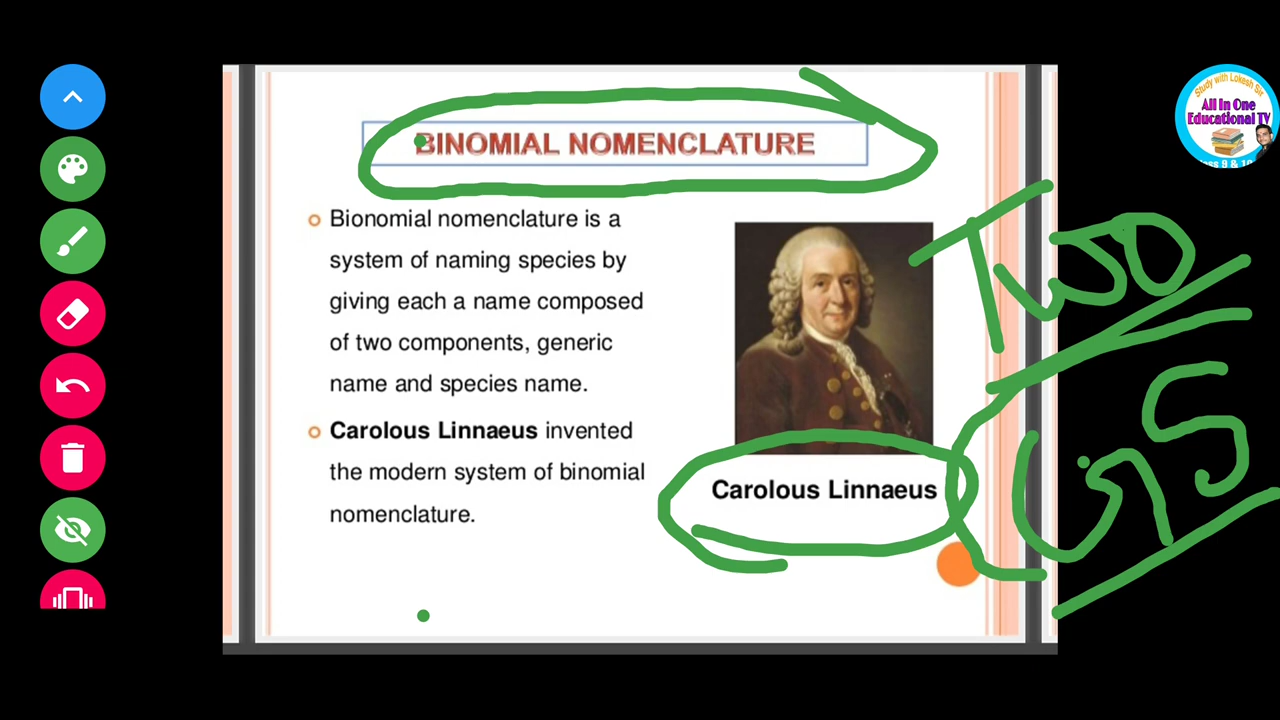 BINOMIAL NOMENCLATURE
Bionomial nomenclature is a
system of naming species by
giving each a name composed
of two components, generic
name and species name.
Carolous Linnaeus invented
the modern system of binomial
nomenclature.
Carolous Linnaeus
Two
Study with Lokesh Sir
All In One
Educational TV